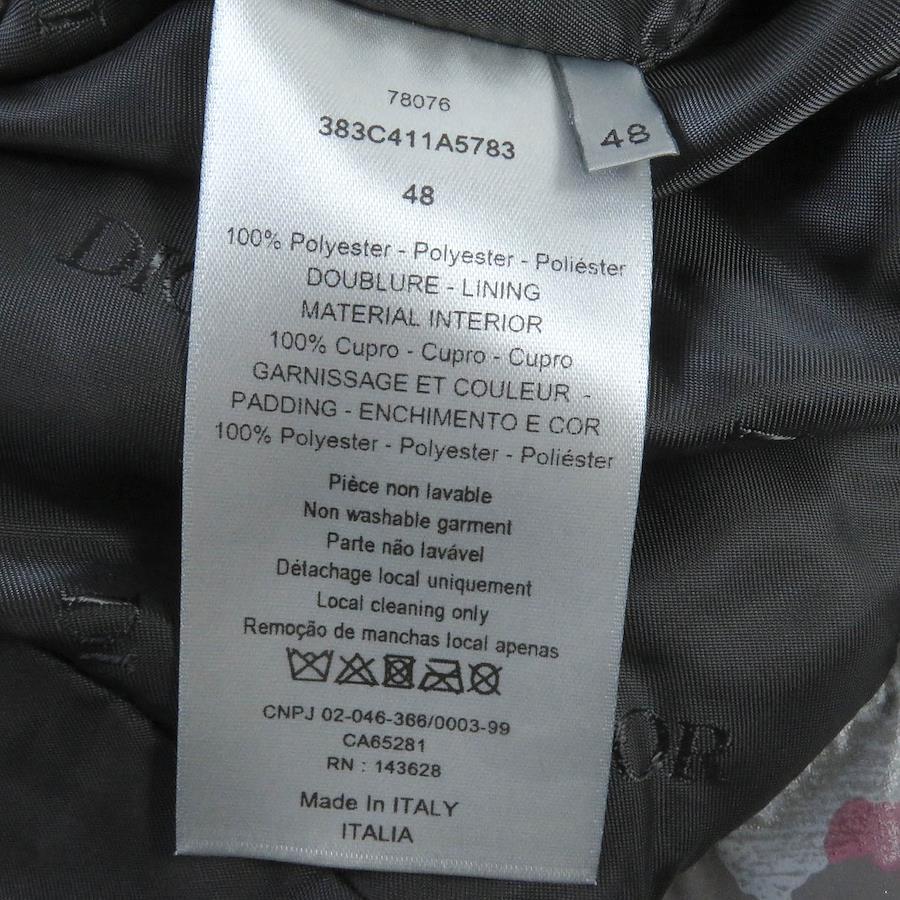 78076
383C411A5783
48
48
100% Polyester - Polyester - Poliéster
DOUBLURE - LINING
MATERIAL INTERIOR
100% Cupro - Cupro - Cupro
GARNISSAGE ET COULEUR -
PADDING - ENCHIMENTO E COR
100% Polyester - Polyester - Poliéster
Pièce non lavable
Non washable garment
Parte não lavável
Détachage local uniquement
Local cleaning only
Remoção de manchas local apenas
CNPJ 02-046-366/0003-99
CA65281
RN : 143628
Made In ITALY
ITALIA
DIO
OR